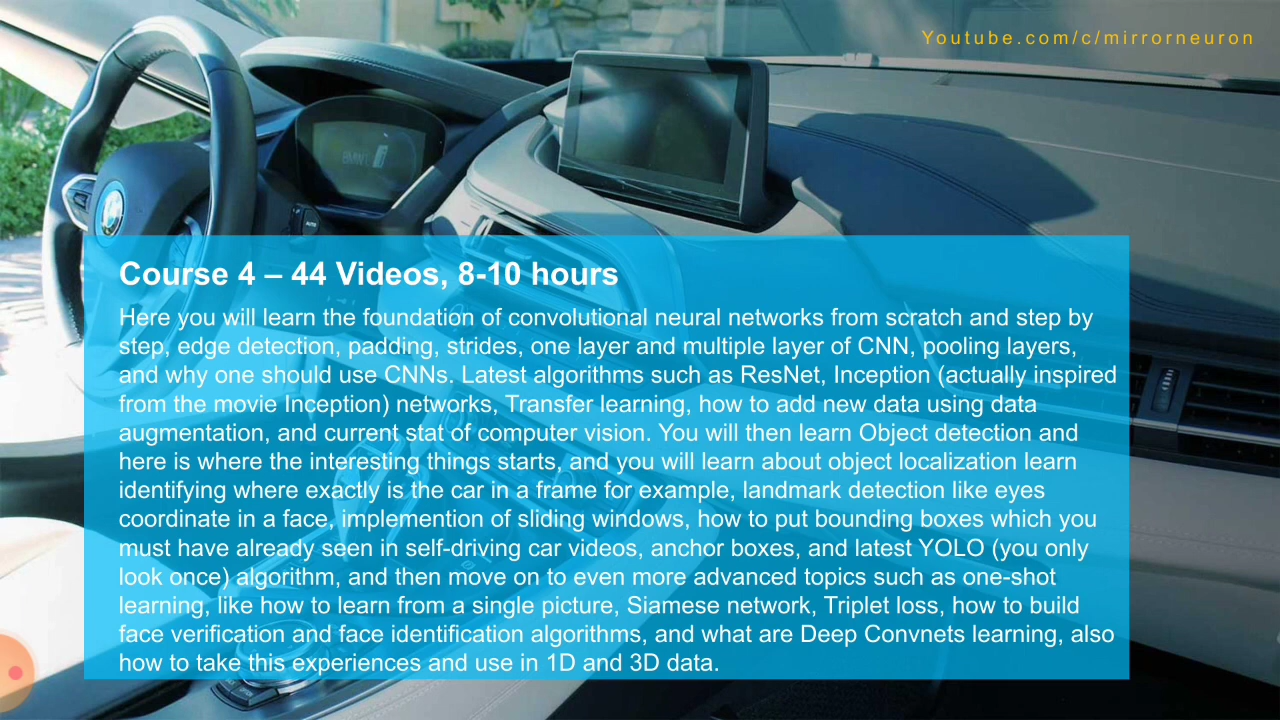 Youtube.com/c/mirrorneuron
Course 4 – 44 Videos, 8-10 hours
Here you will learn the foundation of convolutional neural networks from scratch and step by
step, edge detection, padding, strides, one layer and multiple layer of CNN, pooling layers,
and why one should use CNNs. Latest algorithms such as ResNet, Inception (actually inspired
from the movie Inception) networks, Transfer learning, how to add new data using data
augmentation, and current stat of computer vision. You will then learn Object detection and
here is where the interesting things starts, and you will learn about object localization learn
identifying where exactly is the car in a frame for example, landmark detection like eyes
coordinate in a face, implemention of sliding windows, how to put bounding boxes which you
must have already seen in self-driving car videos, anchor boxes, and latest YOLO (you only
look once) algorithm, and then move on to even more advanced topics such as one-shot
learning, like how to learn from a single picture, Siamese network, Triplet loss, how to build
face verification and face identification algorithms, and what are Deep Convnets learning, also
how to take this experiences and use in 1D and 3D data.